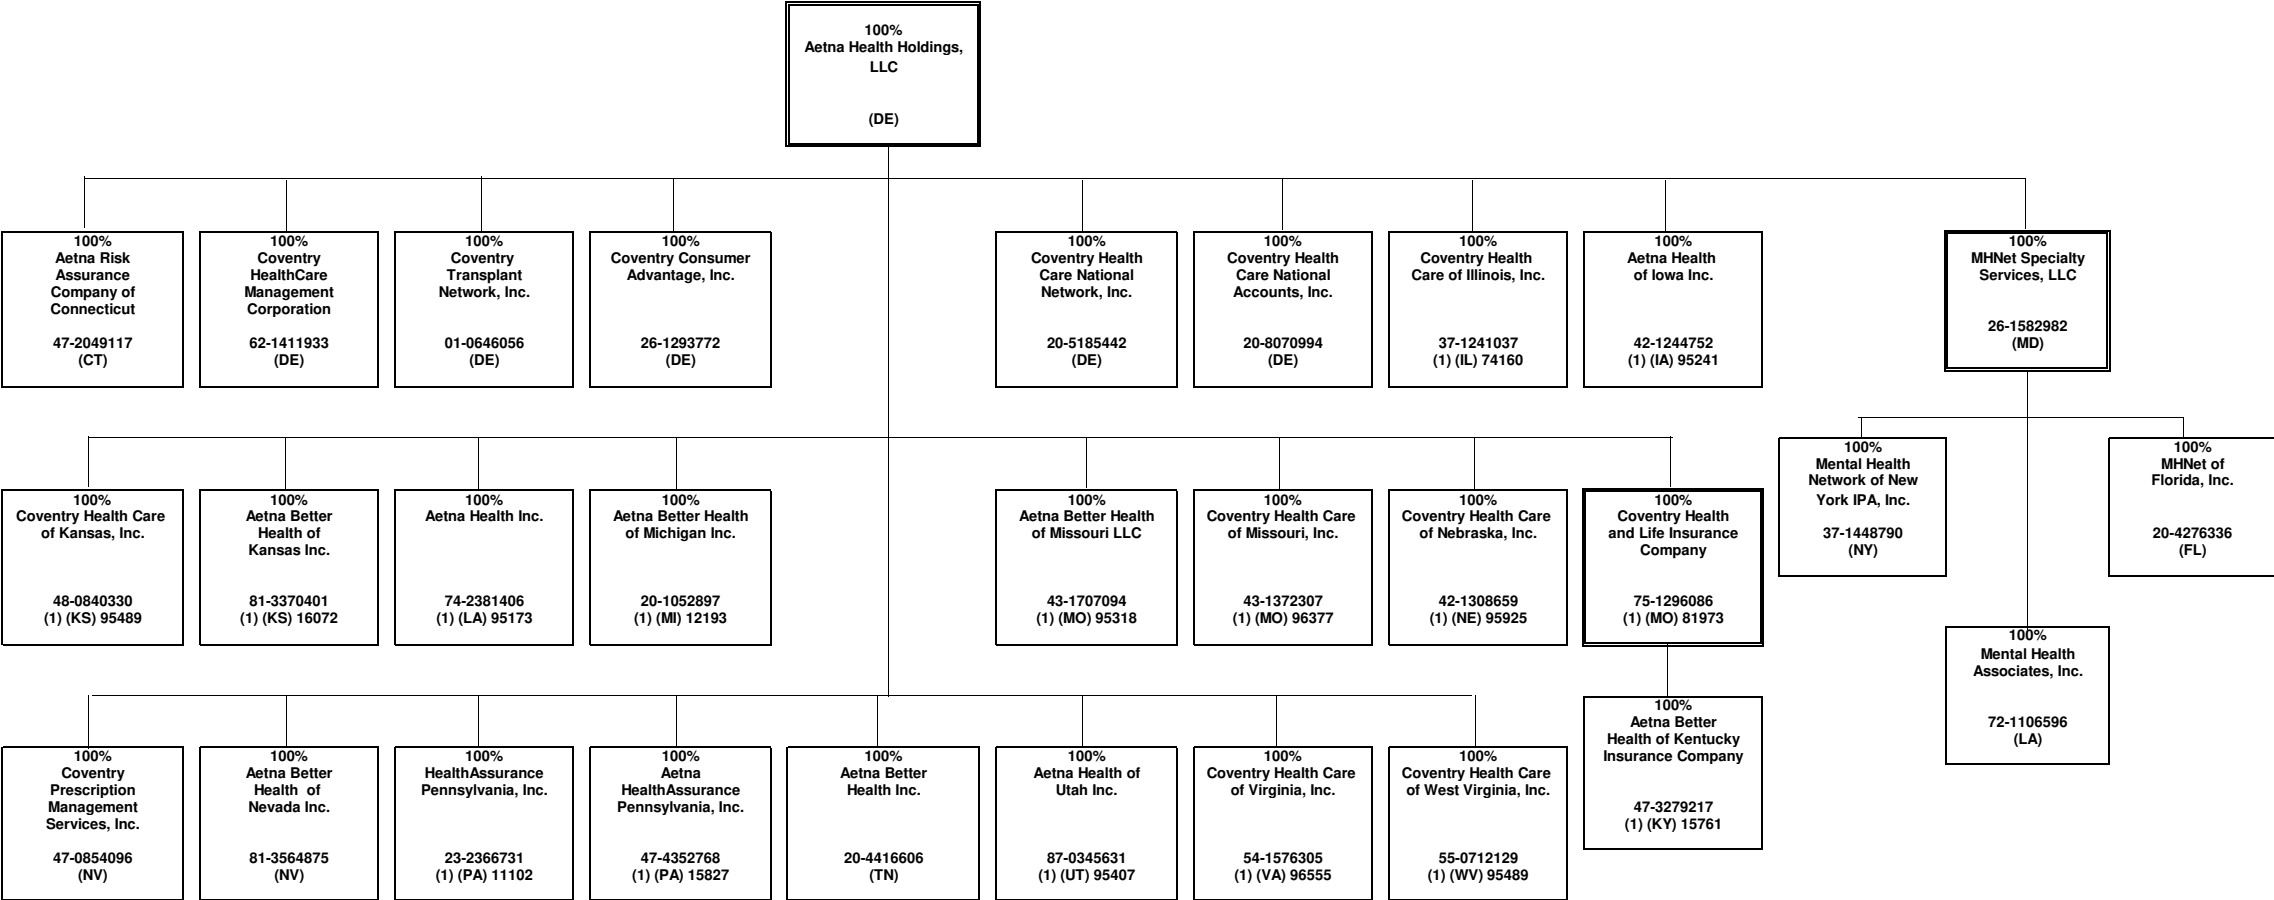 100%
Aetna Health Holdings,
LLC
(DE)
100%
Aetna Risk
Assurance
Company of
Connecticut
47-2049117
(CT)
100%
Coventry
HealthCare
Management
Corporation
62-1411933
(DE)
100%
Coventry
Transplant
Network, Inc.
01-0646056
(DE)
100%
Coventry Consumer
Advantage, Inc.
26-1293772
(DE)
100%
Coventry Health
Care National
Network, Inc.
20-5185442
(DE)
100%
Coventry Health
Care National
Accounts, Inc.
20-8070994
(DE)
100%
Coventry Health
Care of Illinois, Inc.
37-1241037
(1) (IL) 74160
100%
Aetna Health
of Iowa Inc.
42-1244752
(1) (IA) 95241
100%
MHNet Specialty
Services, LLC
26-1582982
(MD)
100%
Coventry Health Care
of Kansas, Inc.
48-0840330
(1) (KS) 95489
100%
Aetna Better
Health of
Kansas Inc.
81-3370401
(1) (KS) 16072
100%
Aetna Health Inc.
74-2381406
(1) (LA) 95173
100%
Aetna Better Health
of Michigan Inc.
20-1052897
(1) (MI) 12193
100%
Aetna Better Health
of Missouri LLC
43-1707094
(1) (MO) 95318
100%
Coventry Health Care
of Missouri, Inc.
43-1372307
(1) (MO) 96377
100%
Coventry Health Care
of Nebraska, Inc.
42-1308659
(1) (NE) 95925
100%
Coventry Health
and Life Insurance
Company
75-1296086
(1) (MO) 81973
100%
Mental Health
Network of New
York IPA, Inc.
37-1448790
(NY)
100%
MHNet of
Florida, Inc.
20-4276336
(FL)
100%
Mental Health
Associates, Inc.
72-1106596
(LA)
100%
Coventry
Prescription
Management
Services, Inc.
47-0854096
(NV)
100%
Aetna Better
Health of
Nevada Inc.
81-3564875
(NV)
100%
HealthAssurance
Pennsylvania, Inc.
23-2366731
(1) (PA) 11102
100%
Aetna
HealthAssurance
Pennsylvania, Inc.
47-4352768
(1) (PA) 15827
100%
Aetna Better
Health Inc.
20-4416606
(TN)
100%
Aetna Health of
Utah Inc.
87-0345631
(1) (UT) 95407
100%
Coventry Health Care
of Virginia, Inc.
54-1576305
(1) (VA) 96555
100%
Coventry Health Care
of West Virginia, Inc.
55-0712129
(1) (WV) 95489
100%
Aetna Better
Health of Kentucky
Insurance Company
47-3279217
(1) (KY) 15761